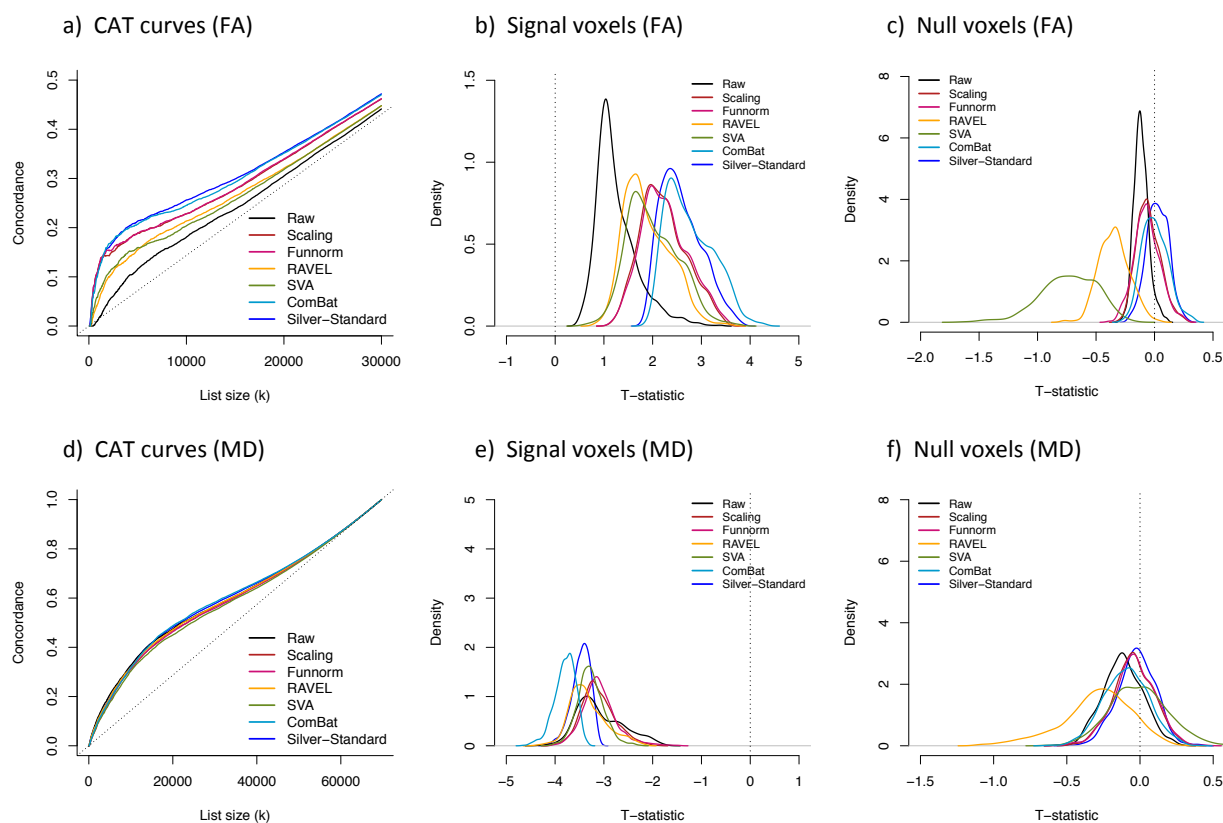 a) CAT curves (FA)
Concordance
0.0 0.1 0.2 0.3 0.4 0.5
Raw
Scaling
Funnorm
RAVEL
SVA
ComBat
Silver−Standard
0 10000 20000 30000
List size (k)
b) Signal voxels (FA)
Density
0.0 0.5 1.0 1.5
Raw
Scaling
Funnorm
RAVEL
SVA
ComBat
Silver−Standard
−1 0 1 2 3 4 5
T−statistic
c) Null voxels (FA)
Density
0 2 4 6 8
Raw
Scaling
Funnorm
RAVEL
SVA
ComBat
Silver−Standard
−2.0 −1.5 −1.0 −0.5 0.0 0.5
T−statistic
d) CAT curves (MD)
Concordance
0.0 0.2 0.4 0.6 0.8 1.0
Raw
Scaling
Funnorm
RAVEL
SVA
ComBat
Silver−Standard
0 20000 40000 60000
List size (k)
e) Signal voxels (MD)
Density
0 1 2 3 4 5
Raw
Scaling
Funnorm
RAVEL
SVA
ComBat
Silver−Standard
−5 −4 −3 −2 −1 0 1
T−statistic
f) Null voxels (MD)
Density
0 2 4 6 8
Raw
Scaling
Funnorm
RAVEL
SVA
ComBat
Silver−Standard
−1.5 −1.0 −0.5 0.0 0.5
T−statistic